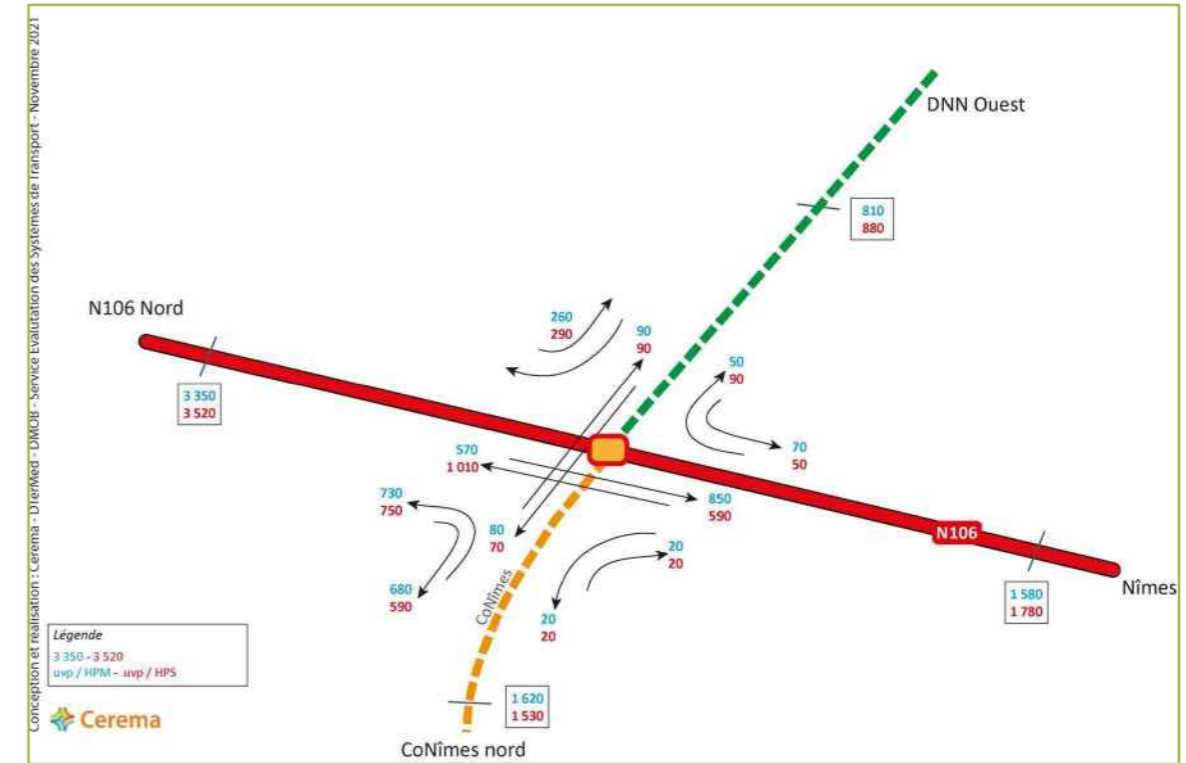 Conception et réalisation : Cerema - DterMed - DMOB - Service Evalutation des Systèmes de Transport - Novembre 2021
DNN Ouest
810
880
N106 Nord
260
290
90
90
50
90
3 350
3 520
570
1 010
70
50
730
750
850
590
80
70
N106
20
20
680
590
CoNîmes
20
20
1 580
1 780
Nîmes
Légende
3 350 - 3 520
uvp / HPM - uvp / HPS
Cerema
1 620
1 530
CoNîmes nord